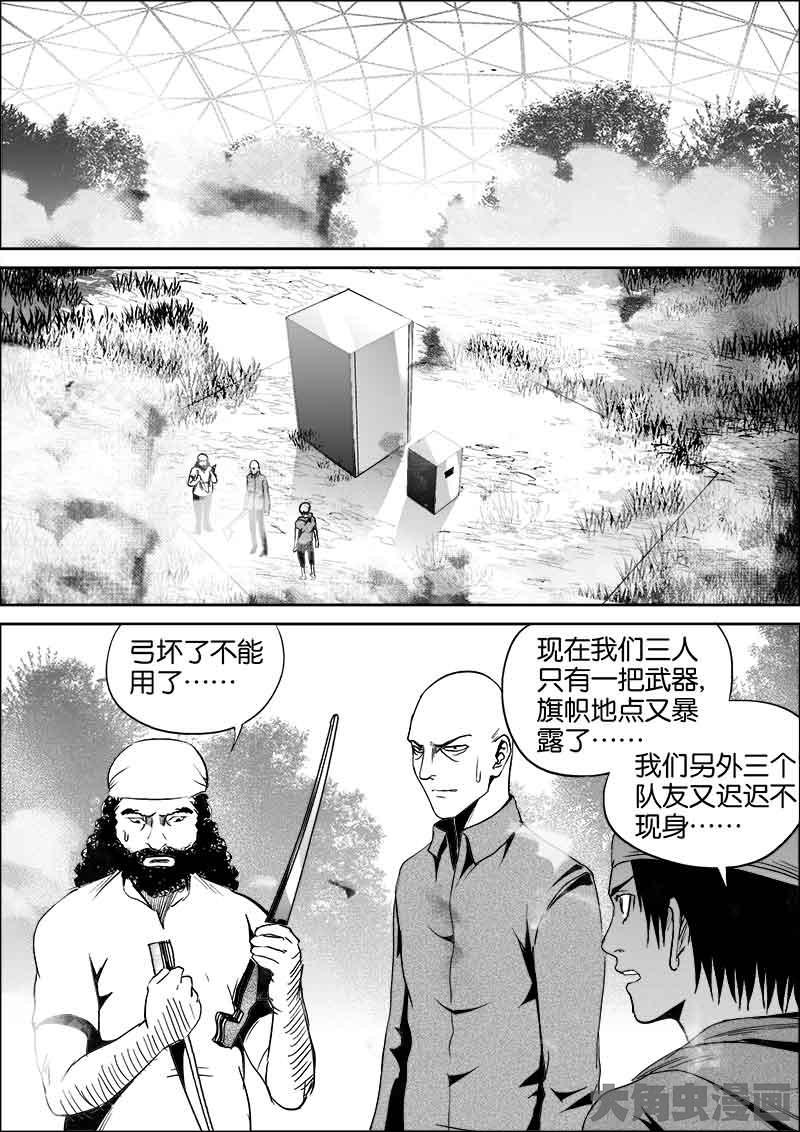 弓坏了不能
用了……
现在我们三人
只有一把武器,
旗帜地点又暴
露了……
我们另外三个
队友又迟迟不
现身……
大角虫漫画